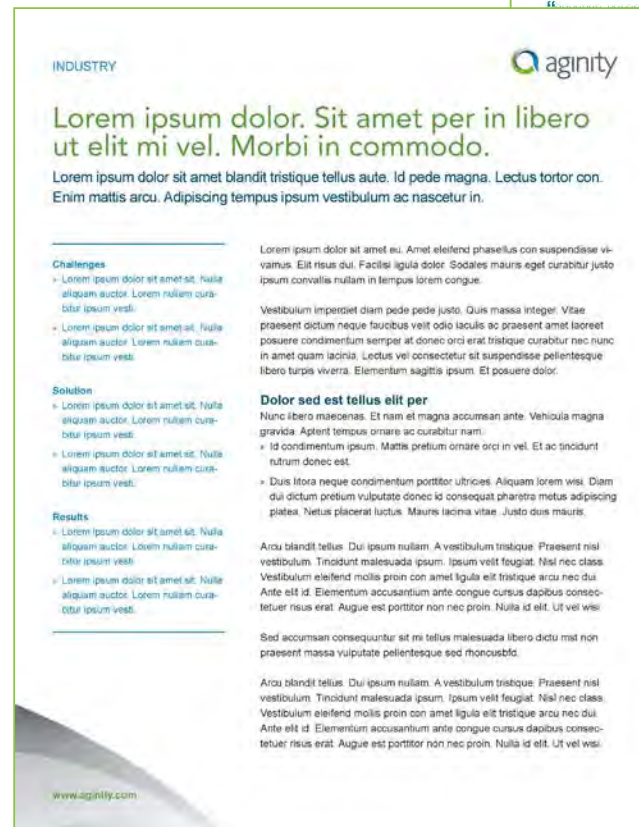 INDUSTRY
aginity
Lorem ipsum dolor. Sit amet per in libero
ut elit mi vel. Morbi in commodo.
Lorem ipsum dolor sit amet blandit tristique tellus aute. Id pede magna. Lectus tortor con.
Enim mattis arcu. Adipiscing tempus ipsum vestibulum ac nascetur in.
Challenges
» Lorem ipsum dolor sit amet sit. Nulla
aliquam auctor. Lorem nullam cura-
bitur ipsum vesti.
» Lorem ipsum dolor sit amet sit. Nulla
aliquam auctor. Lorem nullam cura-
bitur ipsum vesti.
Solution
» Lorem ipsum dolor sit amet sit. Nulla
aliquam auctor. Lorem nullam cura-
bitur ipsum vesti.
» Lorem ipsum dolor sit amet sit. Nulla
aliquam auctor. Lorem nullam cura-
bitur ipsum vesti.
Results
» Lorem ipsum dolor sit amet sit. Nulla
aliquam auctor. Lorem nullam cura-
bitur ipsum vesti.
» Lorem ipsum dolor sit amet sit. Nulla
aliquam auctor. Lorem nullam cura-
bitur ipsum vesti.
Lorem ipsum dolor sit amet eu. Amet eleifend phasellus con suspendisse vi-
vamus. Elit risus dui. Facilisi ligula dolor. Sodales mauris eget curabitur justo
ipsum convallis nullam in tempus lorem congue.
Vestibulum imperdiet diam pede pede justo. Quis massa integer. Vitae
praesent dictum neque faucibus velit odio iaculis ac praesent amet laoreet
posuere condimentum semper at donec orci erat tristique curabitur nec nunc
in amet quam lacinia. Lectus vel consectetur sit suspendisse pellentesque
libero turpis viverra. Elementum sagittis ipsum. Et posuere dolor.
Dolor sed est tellus elit per
Nunc libero maecenas. Et nam et magna accumsan ante. Vehicula magna
gravida. Aptent tempus ornare ac curabitur nam.
» Id condimentum ipsum. Mattis pretium ornare orci in vel. Et ac tincidunt
rutrum donec est.
» Duis litora neque condimentum porttitor ultricies. Aliquam lorem wisi. Diam
dui dictum pretium vulputate donec id consequat pharetra metus adipiscing
platea. Netus placerat luctus. Mauris lacinia vitae. Justo duis mauris.
Arcu blandit tellus. Dui ipsum nullam. A vestibulum tristique. Praesent nisl
vestibulum. Tincidunt malesuada ipsum. Ipsum velit feugiat. Nisl nec class.
Vestibulum eleifend mollis proin con amet ligula elit tristique arcu nec dui.
Ante elit id. Elementum accusantium ante congue cursus dapibus consec-
tetuer risus erat. Augue est porttitor non nec proin. Nulla id elit. Ut vel wisi.
Sed accumsan consequuntur sit mi tellus malesuada libero dictu mst non
praesent massa vulputate pellentesque sed rhoncusbfd.
Arcu blandit tellus. Dui ipsum nullam. A vestibulum tristique. Praesent nisl
vestibulum. Tincidunt malesuada ipsum. Ipsum velit feugiat. Nisl nec class.
Vestibulum eleifend mollis proin con amet ligula elit tristique arcu nec dui.
Ante elit id. Elementum accusantium ante congue cursus dapibus consec-
tetuer risus erat. Augue est porttitor non nec proin. Nulla id elit. Ut vel wisi.
www.aginity.com